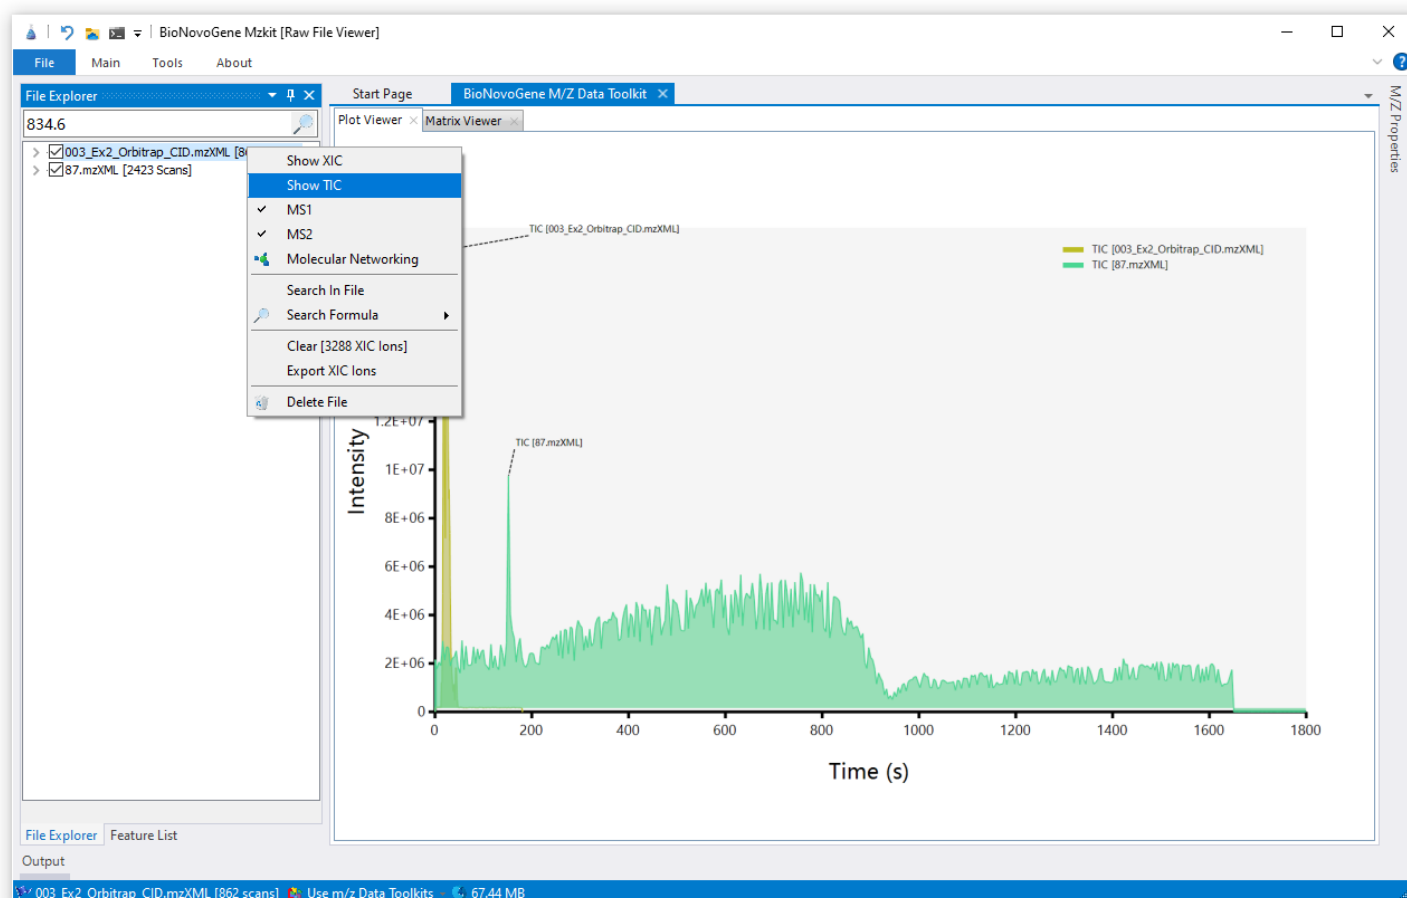 BioNovoGene Mzkit [Raw File Viewer]
File Main Tools About
File Explorer
834.6
003_Ex2_Orbitrap_CID.mzXML
87.mzXML [2423 Scans]
Show XIC
Show TIC
MS1
MS2
Molecular Networking
Search In File
Search Formula
Clear [3288 XIC Ions]
Export XIC Ions
Delete File
File Explorer Feature List
Output
Start Page BioNovoGene M/Z Data Toolkit
Plot Viewer Matrix Viewer
TIC [003_Ex2_Orbitrap_CID.mzXML]
TIC [003_Ex2_Orbitrap_CID.mzXML]
TIC [87.mzXML]
TIC [87.mzXML]
Intensity
1.2E+07
1E+07
8E+06
6E+06
4E+06
2E+06
0
0 200 400 600 800 1000 1200 1400 1600 1800
Time (s)
M/Z Properties
?
003_Ex2_Orbitrap_CID.mzXML [862 scans] Use m/z Data Toolkits 67.44 MB